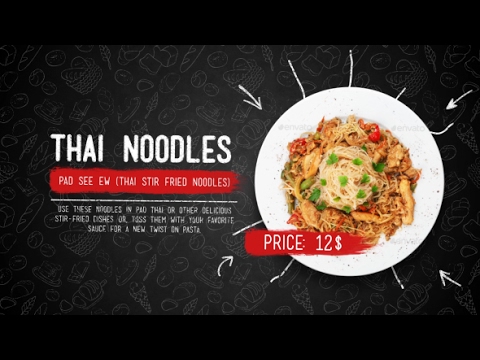 THAI NOODLES
PAD SEE EW (THAI STIR FRIED NOODLES)
USE THESE NOODLES IN PAD THAI OR OTHER DELICIOUS
STIR-FRIED DISHES OR, TOSS THEM WITH YOUR FAVORITE
SAUCE FOR A NEW TWIST ON PASTA
PRICE: 12$